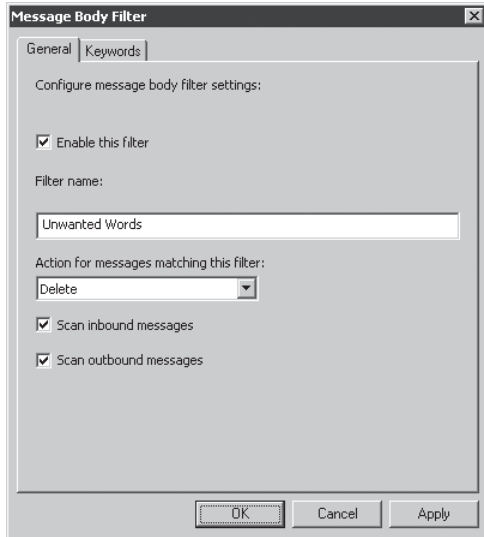 Message Body Filter
General Keywords
Configure message body filter settings:
Enable this filter
Filter name:
Unwanted Words
Action for messages matching this filter:
Delete
Scan inbound messages
Scan outbound messages
OK Cancel Apply